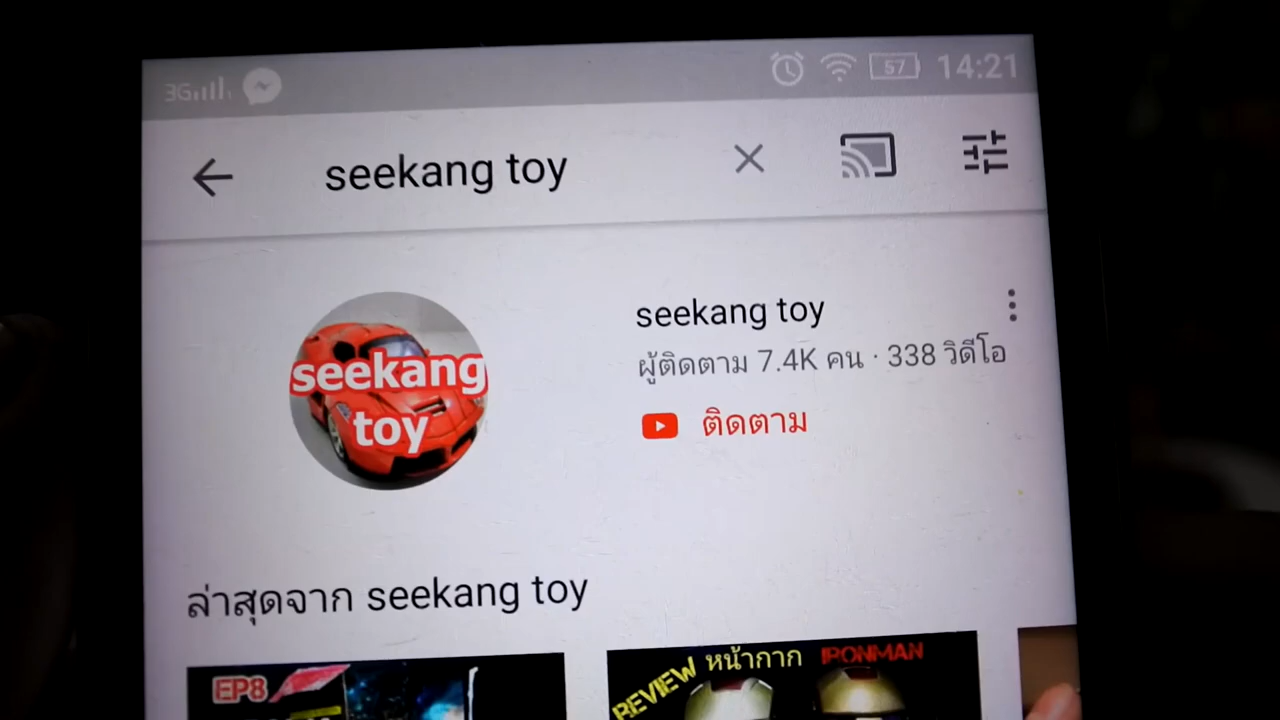 3G 57 14:21
seekang toy
seekang toy
ผู้ติดตาม 7.4K คน · 338 วิดีโอ
ติดตาม
seekang
toy
ล่าสุดจาก seekang toy
EP8
REVIEW หน้ากาก IRONMAN